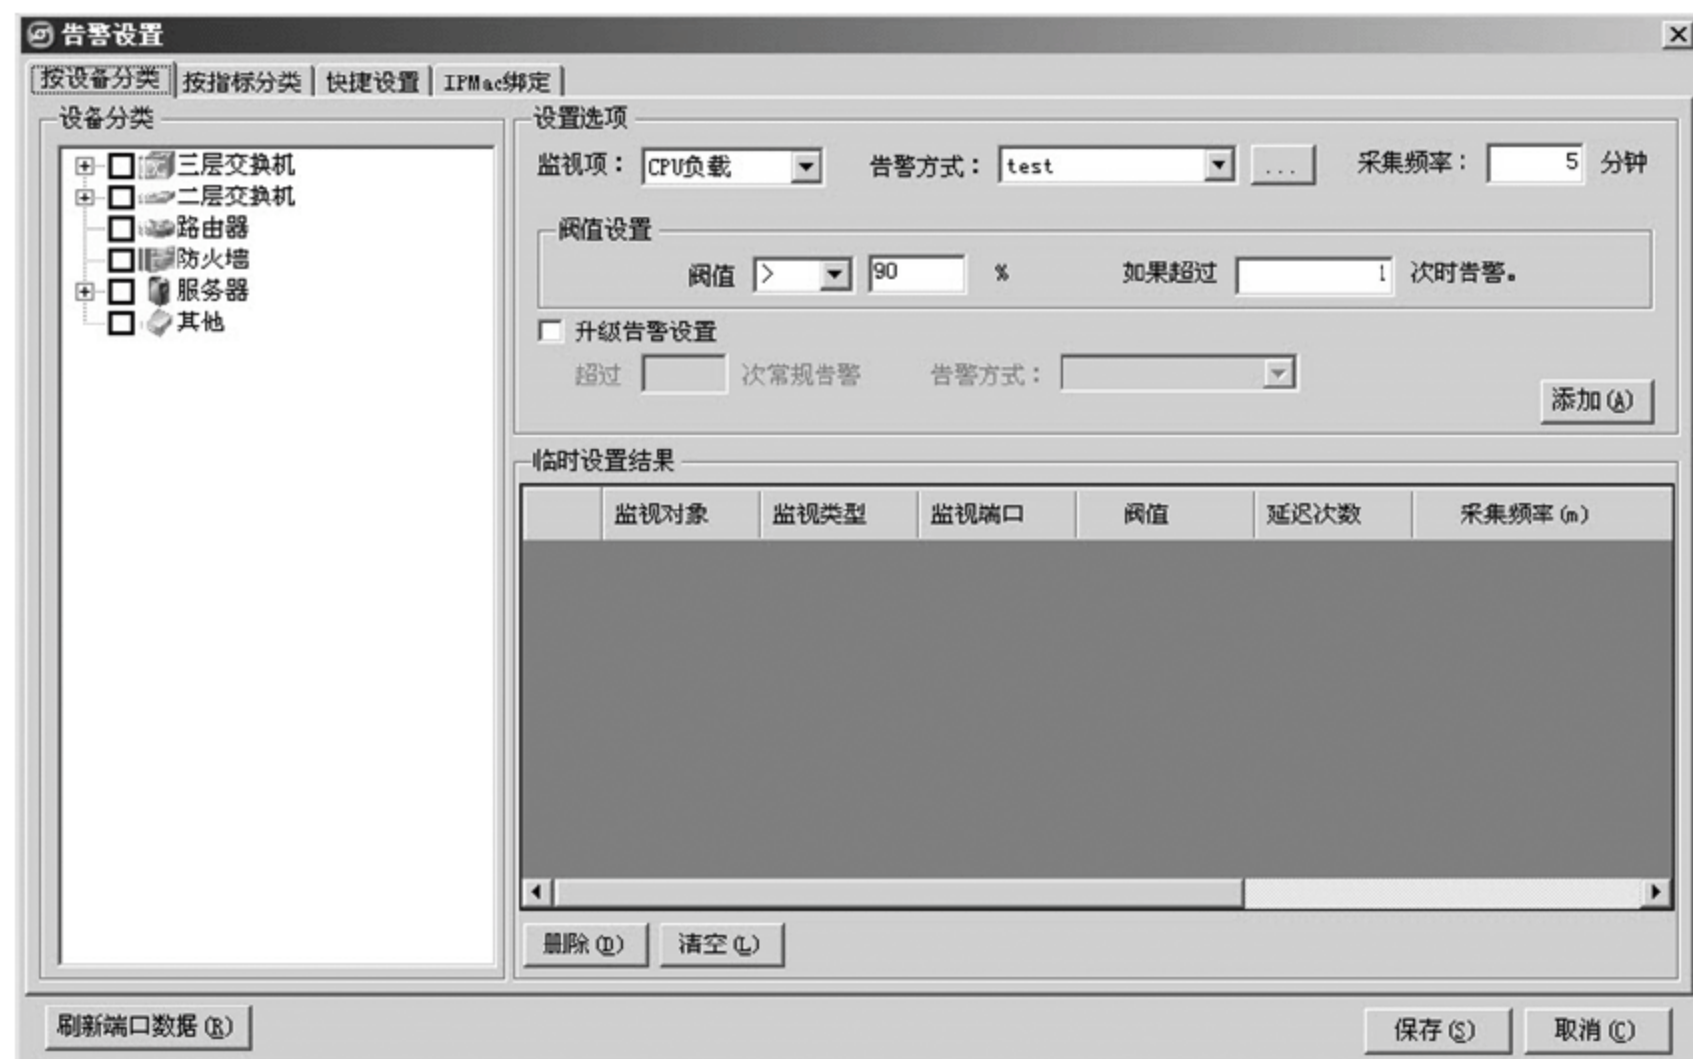 告警设置
按设备分类 按指标分类 快捷设置 IPMac绑定
设备分类
三层交换机
二层交换机
路由器
防火墙
服务器
其他
设置选项
监视项： CPU负载 告警方式： test ... 采集频率： 5 分钟
阀值设置
阀值 > 90 % 如果超过 1 次时告警。
升级告警设置
超过 次常规告警 告警方式：
添加(A)
临时设置结果
监视对象 监视类型 监视端口 阀值 延迟次数 采集频率(m)
删除(D) 清空(L)
刷新端口数据(R) 保存(S) 取消(C)